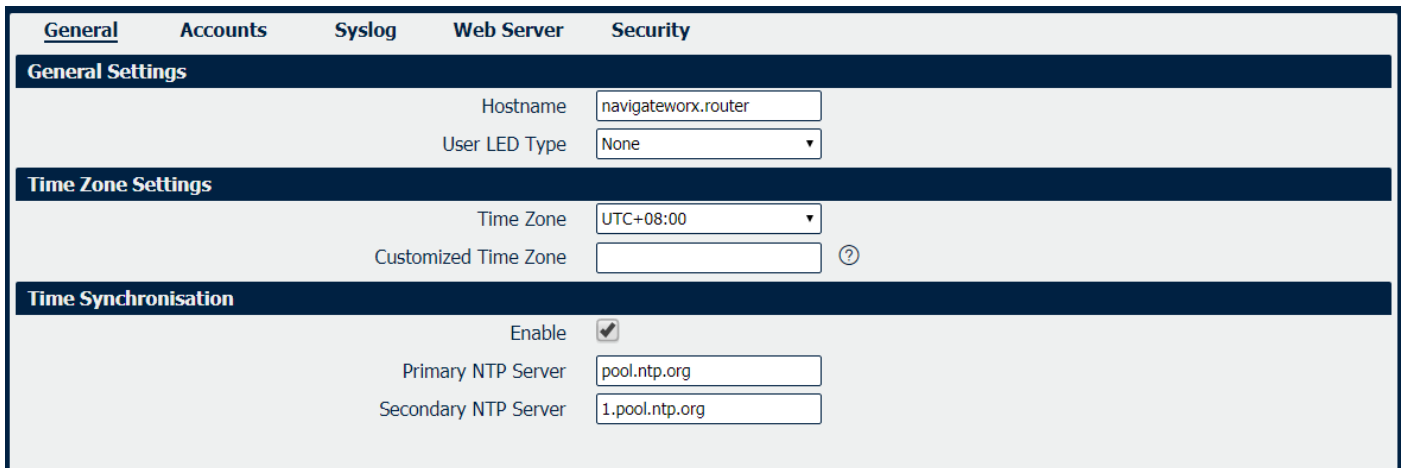 General Accounts Syslog Web Server Security
General Settings
Hostname navigateworx.router
User LED Type None
Time Zone Settings
Time Zone UTC+08:00
Customized Time Zone ?
Time Synchronisation
Enable
Primary NTP Server pool.ntp.org
Secondary NTP Server 1.pool.ntp.org